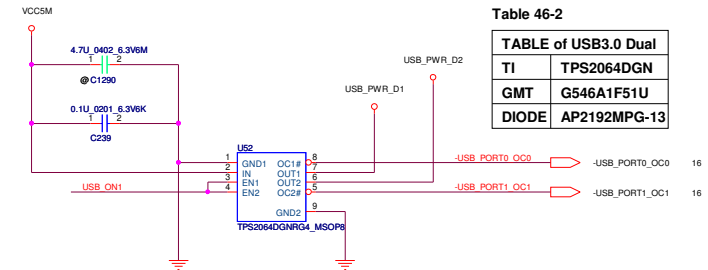 VCC5M
Table 46-2
4.7U_0402_6.3V6M
1 2
@ C1290
0.1U_0201_6.3V6K
1 2
C239
USB_PWR_D2
USB_PWR_D1
TABLE of USB3.0 Dual
TI TPS2064DGN
GMT G546A1F51U
DIODE AP2192MPG-13
U52
1 GND1 OC1# 8
2 IN OUT1 7
3 EN1 OUT2 6
4 EN2 OC2# 5
GND2 9
TPS2064DGNRG4_MSOP8
USB_ON1
-USB_PORT0_OC0
-USB_PORT0_OC0 16
-USB_PORT1_OC1
-USB_PORT1_OC1 16